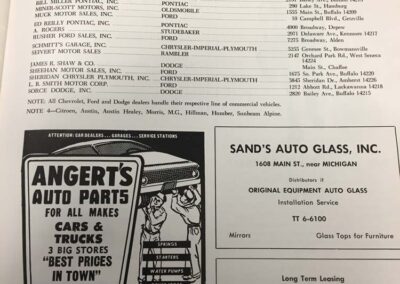 BILL MILLER PONTIAC, INC. PONTIAC 290 Lake St., Hamburg
MINER-SCOTT MOTORS, INC. OLDSMOBILE
MUCK MOTOR SALES, INC. FORD 1535 Main St., Buffalo 14209
10 Campbell Blvd., Getzville
ED REILLY PONTIAC, INC. PONTIAC 4900 Broadway, Depew
A. ROGERS STUDEBAKER 2971 Delaware Ave., Kenmore 14217
RUSHER FORD SALES, INC. FORD 2275 Broadway, Alden
SCHMITT'S GARAGE, INC. CHRYSLER-IMPERIAL-PLYMOUTH 5255 Genesee St., Bowmansville
SEIVERT MOTOR SALES RAMBLER 2147 Orchard Park Rd., West Seneca
14224
JAMES R. SHAW & CO. DODGE Main St., Chaffee
SHEEHAN MOTOR SALES, INC. FORD 1675 So. Park Ave., Buffalo 14220
SHERIDAN CHRYSLER PLYMOUTH, INC. CHRYSLER-IMPERIAL-PLYMOUTH 5845 Sheridan Dr., Amherst 14226
L. B. SMITH MOTOR CORP. FORD 1212 Abbott Rd., Lackawanna 14218
SORCE DODGE, INC. DODGE 2820 Bailey Ave., Buffalo 14215
NOTE: All Chevrolet, Ford and Dodge dealers handle their respective line of commercial vehicles.
NOTE 4—Citroen, Austin, Austin Healey, Morris, M.G., Hillman, Humber, Sunbeam Alpine.
ATTENTION: CAR DEALERS . . . GARAGES . . . SERVICE STATIONS
ANGERT'S
AUTO PARTS
FOR ALL MAKES
CARS &
TRUCKS
3 BIG STORES
"BEST PRICES
IN TOWN"
SPRINGS
STARTERS
WATER PUMPS
SAND'S AUTO GLASS, INC.
1608 MAIN ST., near MICHIGAN
Distributors of
ORIGINAL EQUIPMENT AUTO GLASS
Installation Service
TT 6-6100
Mirrors Glass Tops for Furniture
Long Term Leasing